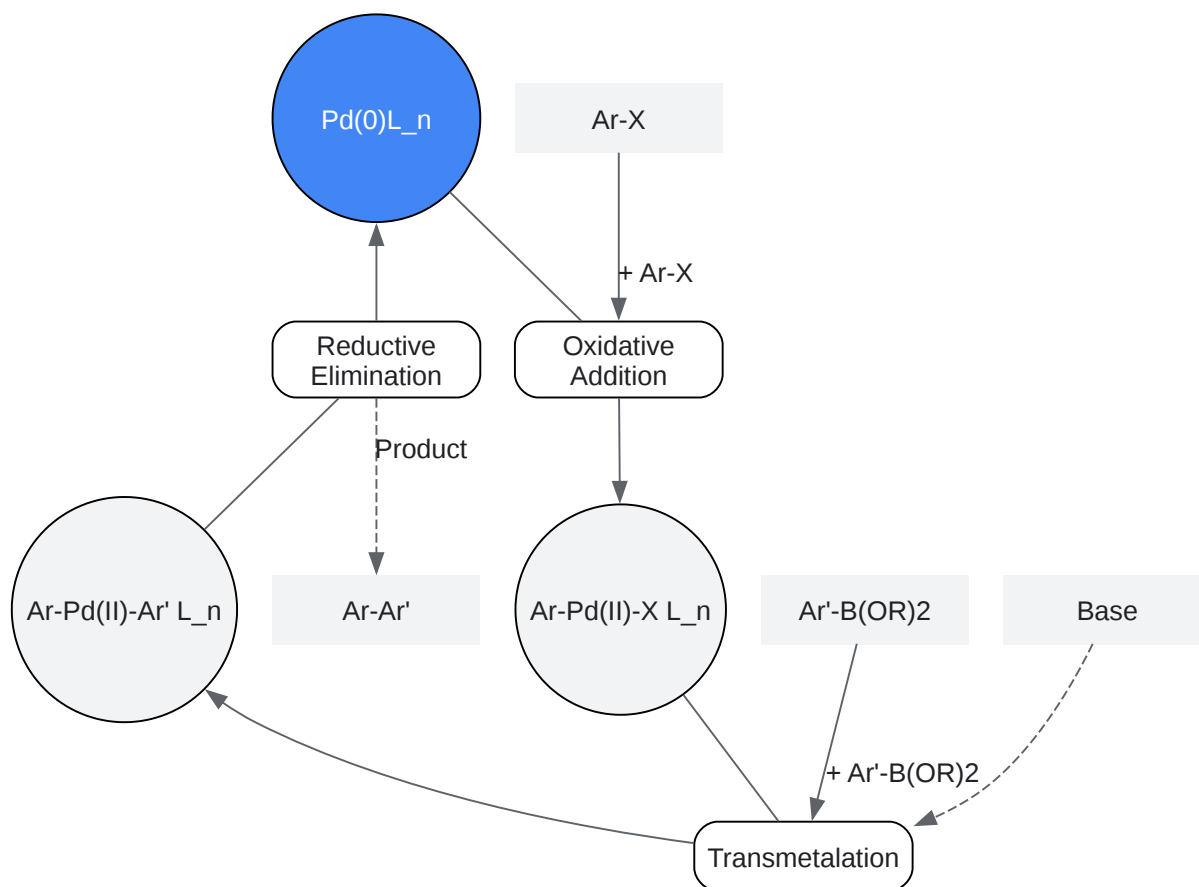 Pd(0)L_n
Ar-X
+ Ar-X
Reductive
Elimination
Oxidative
Addition
Product
Ar-Pd(II)-Ar' L_n
Ar-Ar'
Ar-Pd(II)-X L_n
Ar'-B(OR)2
Base
+ Ar'-B(OR)2
Transmetalation